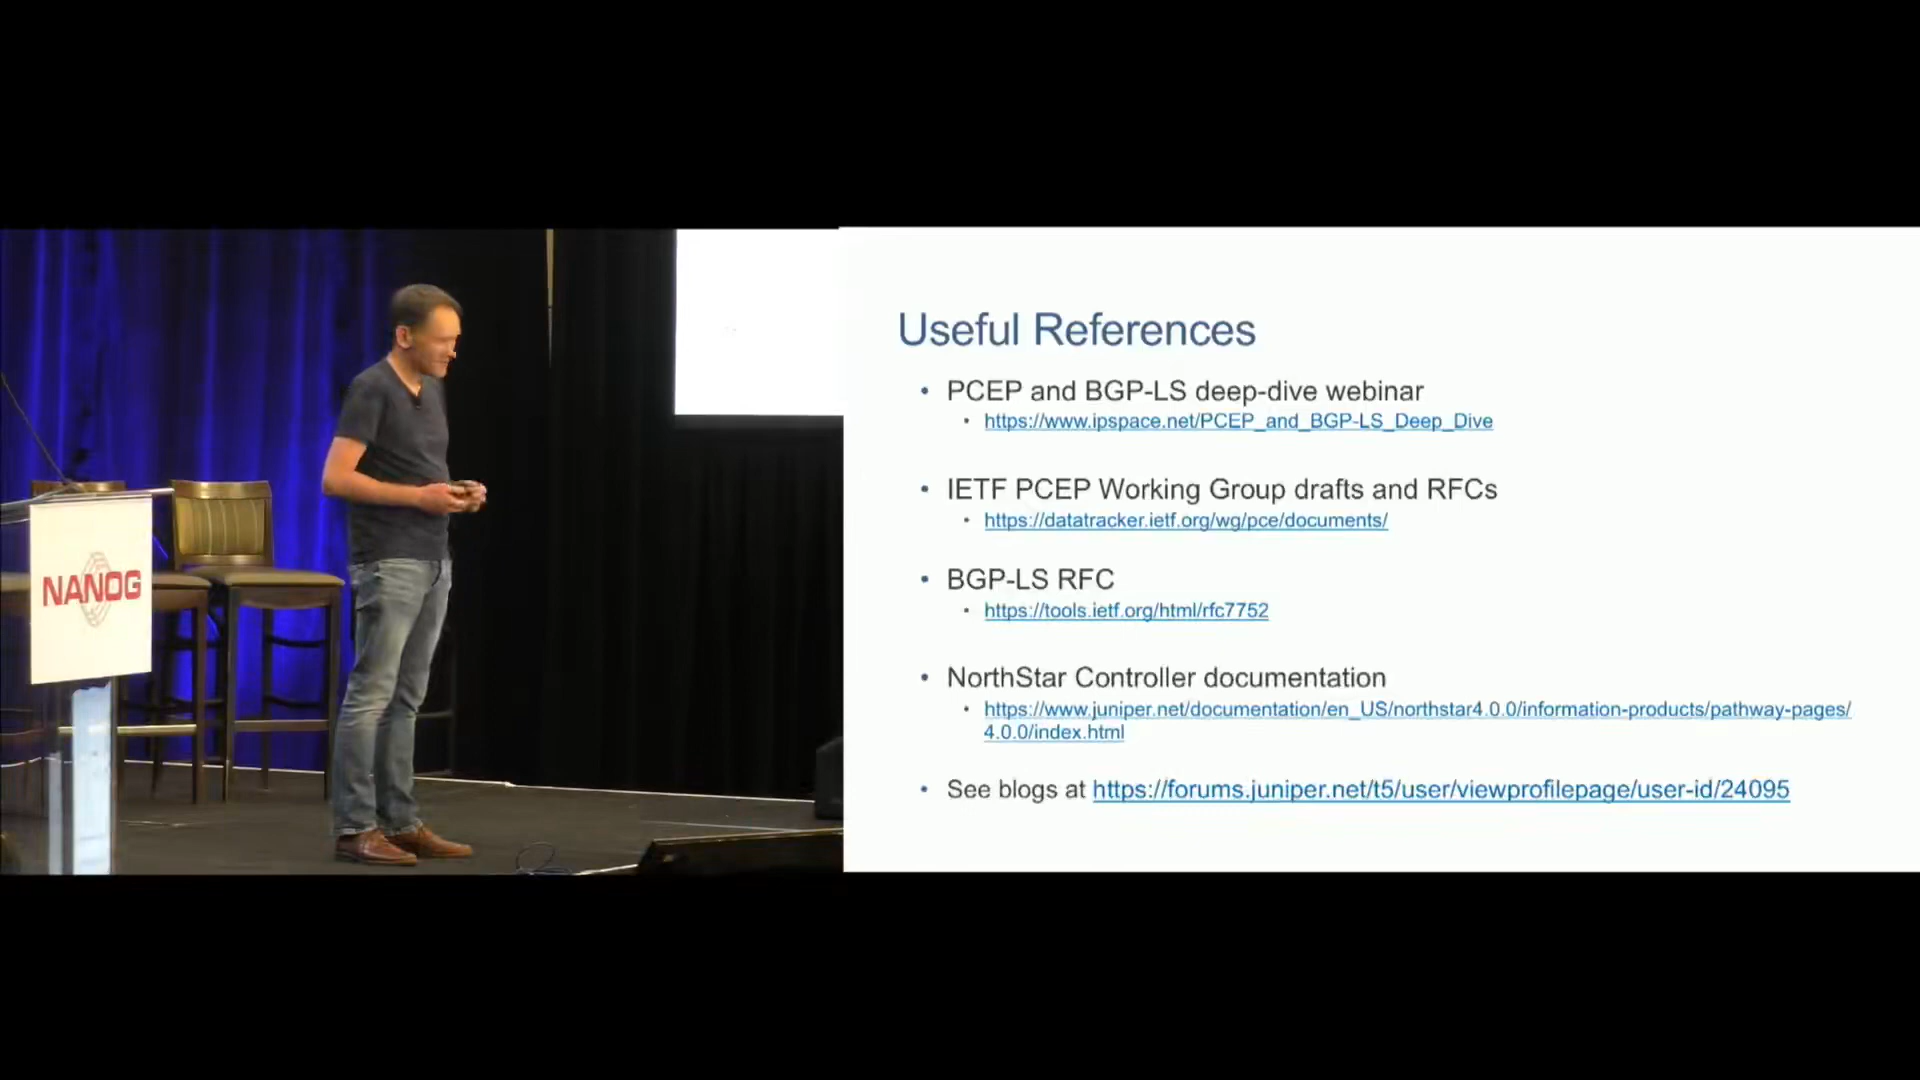 NANOG
Useful References
• PCEP and BGP-LS deep-dive webinar
• https://www.ipspace.net/PCEP_and_BGP-LS_Deep_Dive
• IETF PCEP Working Group drafts and RFCs
• https://datatracker.ietf.org/wg/pce/documents/
• BGP-LS RFC
• https://tools.ietf.org/html/rfc7752
• NorthStar Controller documentation
• https://www.juniper.net/documentation/en_US/northstar4.0.0/information-products/pathway-pages/
4.0.0/index.html
• See blogs at https://forums.juniper.net/t5/user/viewprofilepage/user-id/24095